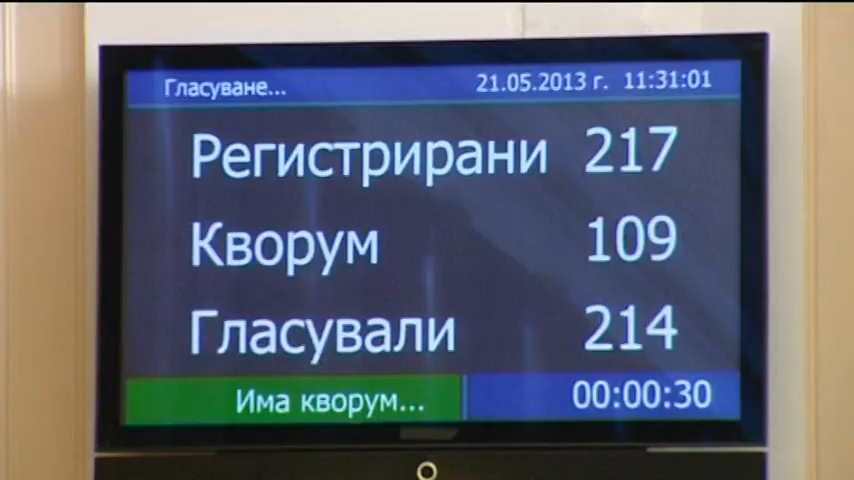 Гласуване... 21.05.2013 г. 11:31:01
Регистрирани 217
Кворум 109
Гласували 214
Има кворум... 00:00:30